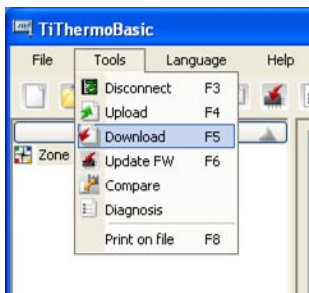 TiThermoBasic
File Tools Language Help
Disconnect F3
Upload F4
Download F5
Zone
Update FW F6
Compare
Diagnosis
Print on file F8